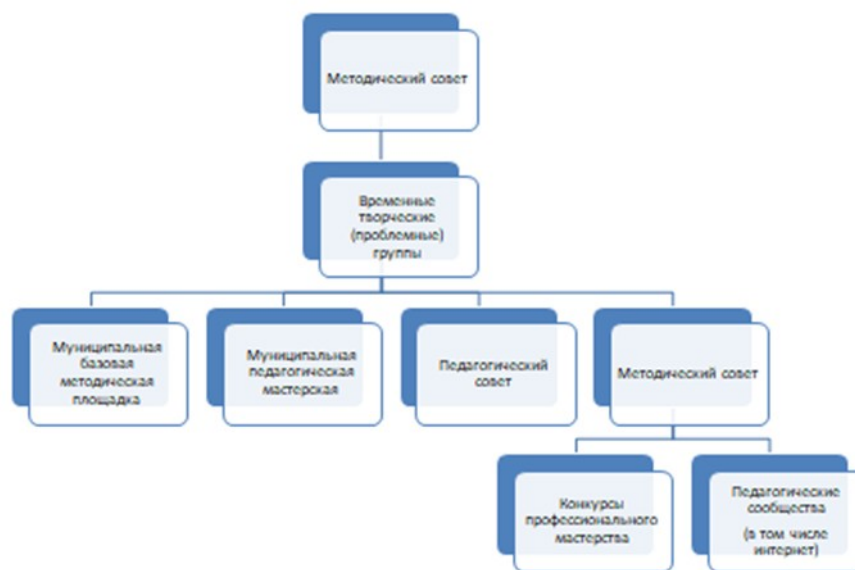 Методический совет
Временные
творческие
(проблемные)
группы
Муниципальная
базовая
методическая
площадка
Муниципальная
педагогическая
мастерская
Педагогический
совет
Методический совет
Конкурсы
профессионального
мастерства
Педагогические
сообщества
(в том числе
интернет)